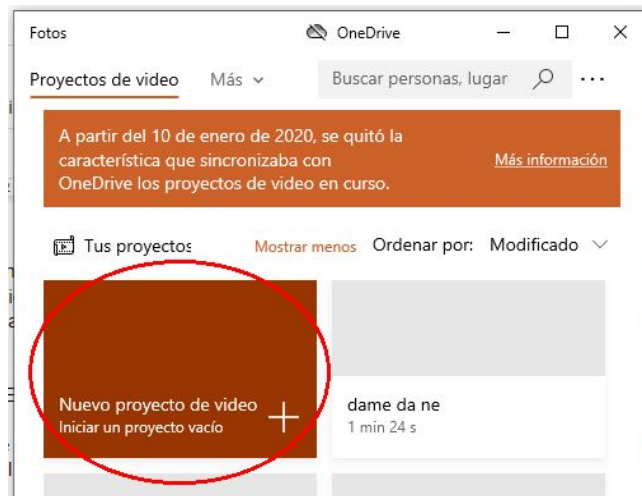 Fotos
OneDrive
Proyectos de video
Más
Buscar personas, lugar
A partir del 10 de enero de 2020, se quitó la
característica que sincronizaba con
OneDrive los proyectos de video en curso.
Más información
Tus proyectos
Mostrar menos
Ordenar por:
Modificado
Nuevo proyecto de video
Iniciar un proyecto vacío
dame da ne
1 min 24 s